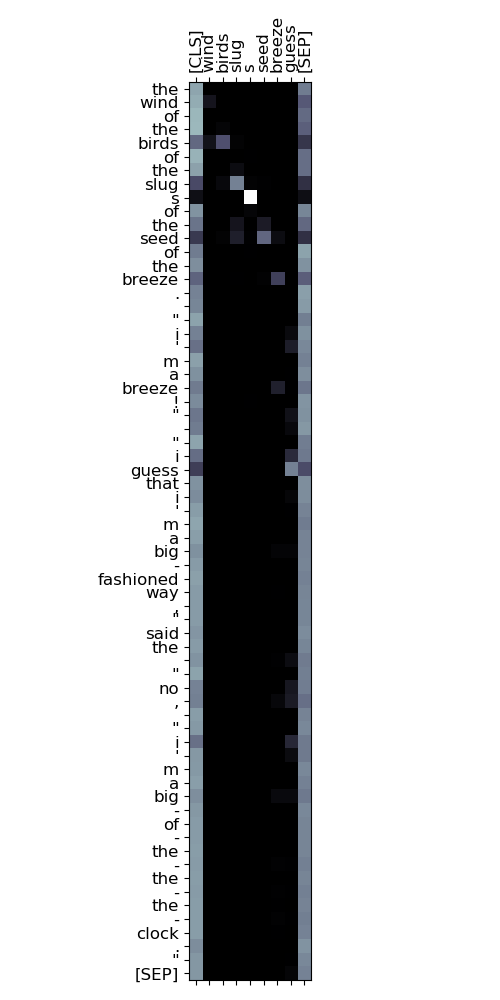 [CLS]
wind
birds
slug
s
seed
breeze
guess
[SEP]
the
wind
of
the
birds
of
the
slug
s
of
the
seed
of
the
breeze
.
"
i
'
m
a
breeze
!
"
"
i
guess
that
i
'
m
a
big
-
fashioned
way
,
"
said
the
"
no
,
"
i
'
m
a
big
-
of
-
the
-
the
-
the
-
clock
.
"
[SEP]